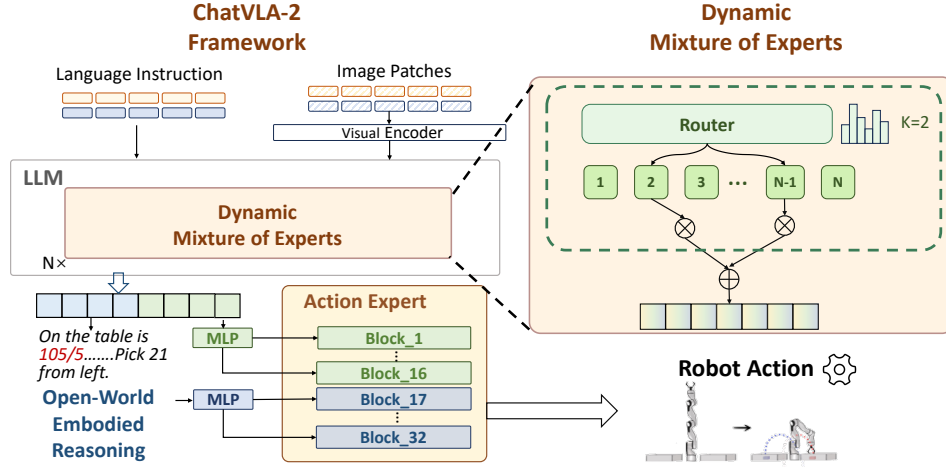 ChatVLA-2
Framework
Language Instruction
Image Patches
Visual Encoder
LLM
Dynamic
Mixture of Experts
N×
On the table is
105/5.......Pick 21
from left.
Open-World
Embodied
Reasoning
MLP
MLP
Action Expert
Block_1
Block_16
Block_17
Block_32
Dynamic
Mixture of Experts
Router
K=2
1
2
3
...
N-1
N
Robot Action